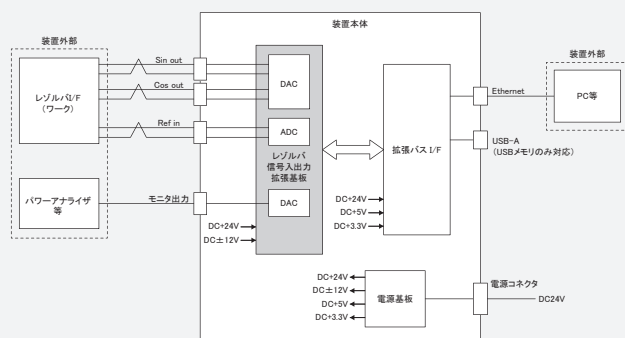 装置本体
装置外部
レゾルバI/F
(ワーク)
パワーアナライザ
等
Sin out
Cos out
Ref in
モニタ出力
DAC
ADC
レゾルバ
信号入出力
拡張基板
DAC
DC+24V
DC±12V
拡張バス I/F
DC+24V
DC+5V
DC+3.3V
Ethernet
USB-A
(USBメモリのみ対応)
装置外部
PC等
DC+24V
DC±12V
DC+5V
DC+3.3V
電源基板
電源コネクタ
DC24V